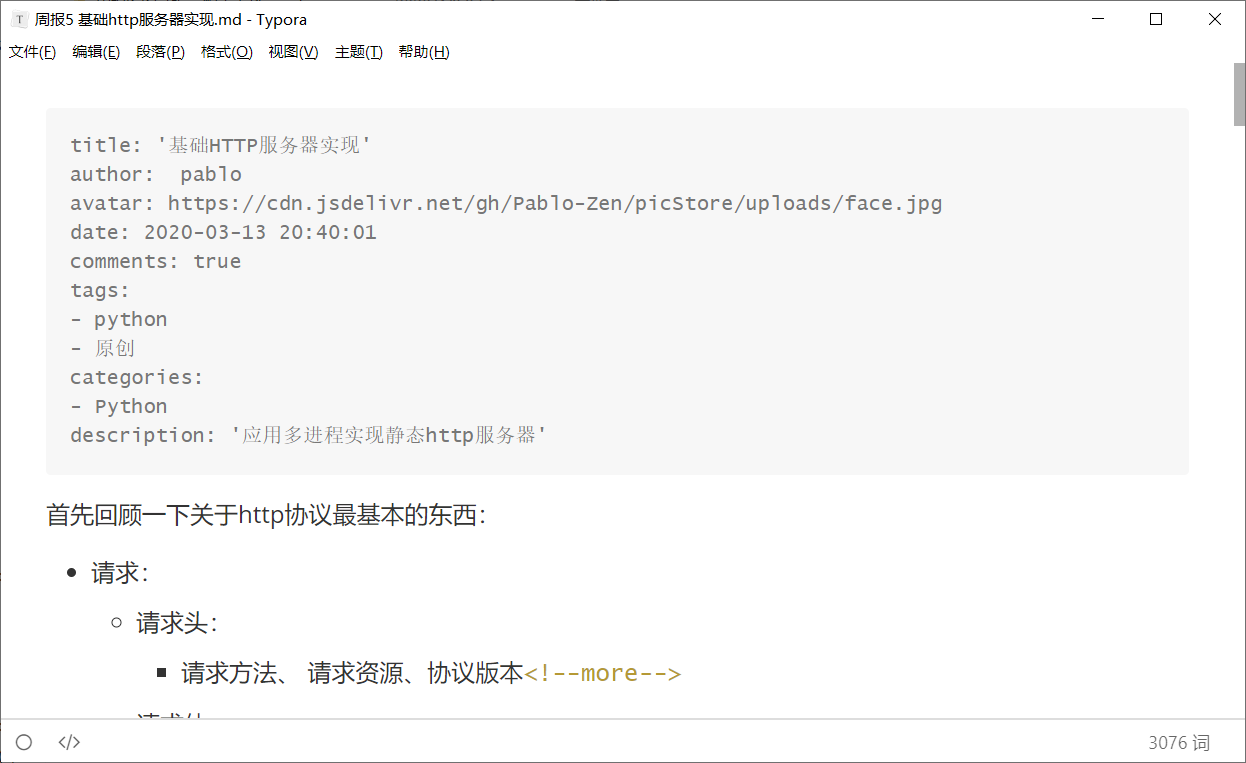 周报5 基础http服务器实现.md - Typora
文件(F) 编辑(E) 段落(P) 格式(O) 视图(V) 主题(T) 帮助(H)
title: '基础HTTP服务器实现'
author:  pablo
avatar: https://cdn.jsdelivr.net/gh/Pablo-Zen/picStore/uploads/face.jpg
date: 2020-03-13 20:40:01
comments: true
tags:
- python
- 原创
categories:
- Python
description: '应用多进程实现静态http服务器'
首先回顾一下关于http协议最基本的东西：
请求：
请求头：
请求方法、 请求资源、协议版本<!--more-->
3076 词